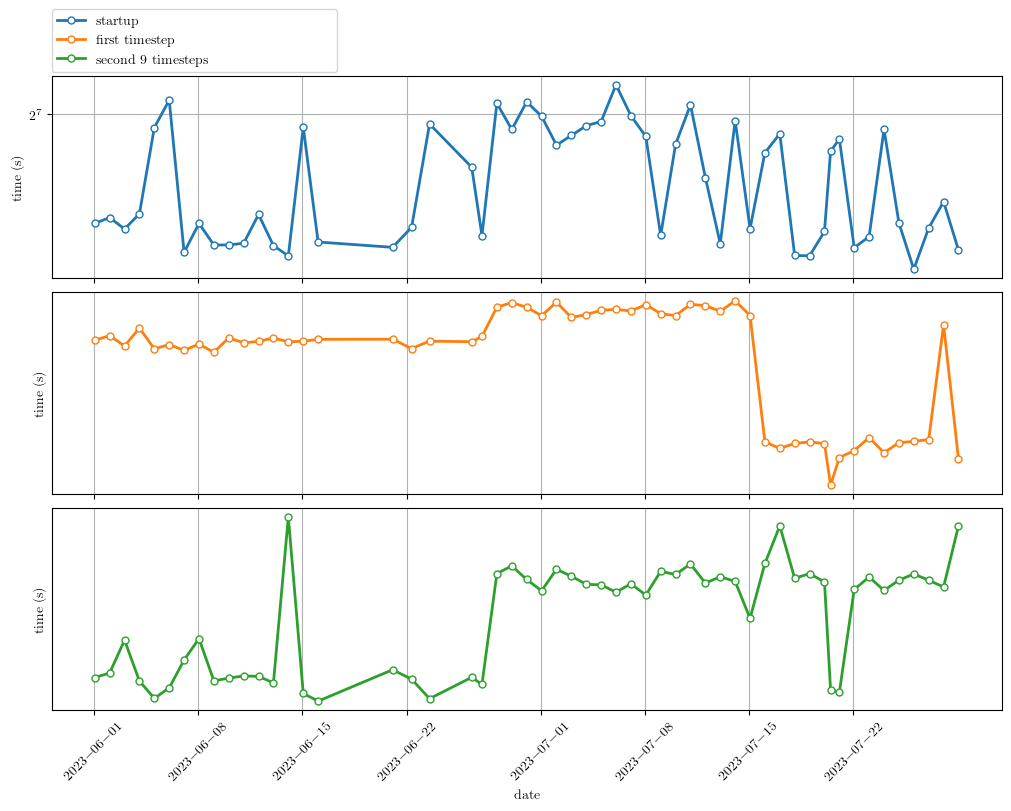 startup
first timestep
second 9 timesteps
2^7
time (s)
time (s)
time (s)
2023−06−01
2023−06−08
2023−06−15
2023−06−22
2023−07−01
2023−07−08
2023−07−15
2023−07−22
date